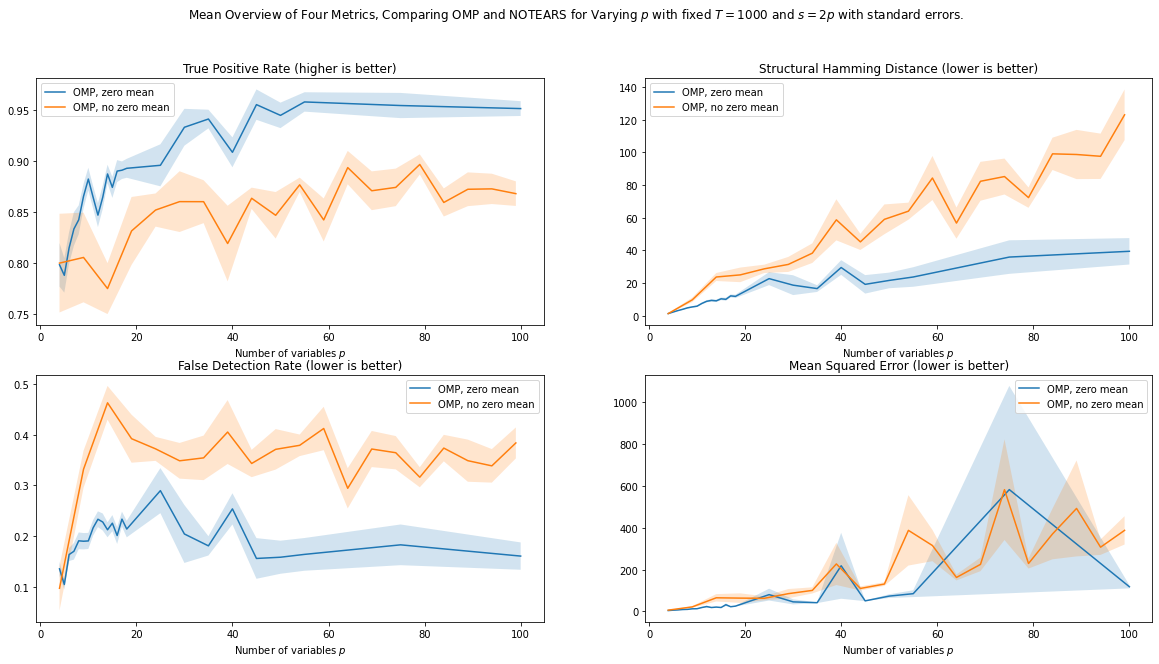 Mean Overview of Four Metrics, Comparing OMP and NOTEARS for Varying p with fixed T = 1000 and s = 2p with standard errors.
True Positive Rate (higher is better)
OMP, zero mean
OMP, no zero mean
0.95
0.90
0.85
0.80
0.75
0 20 40 60 80 100
Number of variables p
Structural Hamming Distance (lower is better)
OMP, zero mean
OMP, no zero mean
140
120
100
80
60
40
20
0
0 20 40 60 80 100
Number of variables p
False Detection Rate (lower is better)
OMP, zero mean
OMP, no zero mean
0.5
0.4
0.3
0.2
0.1
0 20 40 60 80 100
Number of variables p
Mean Squared Error (lower is better)
OMP, zero mean
OMP, no zero mean
1000
800
600
400
200
0
0 20 40 60 80 100
Number of variables p